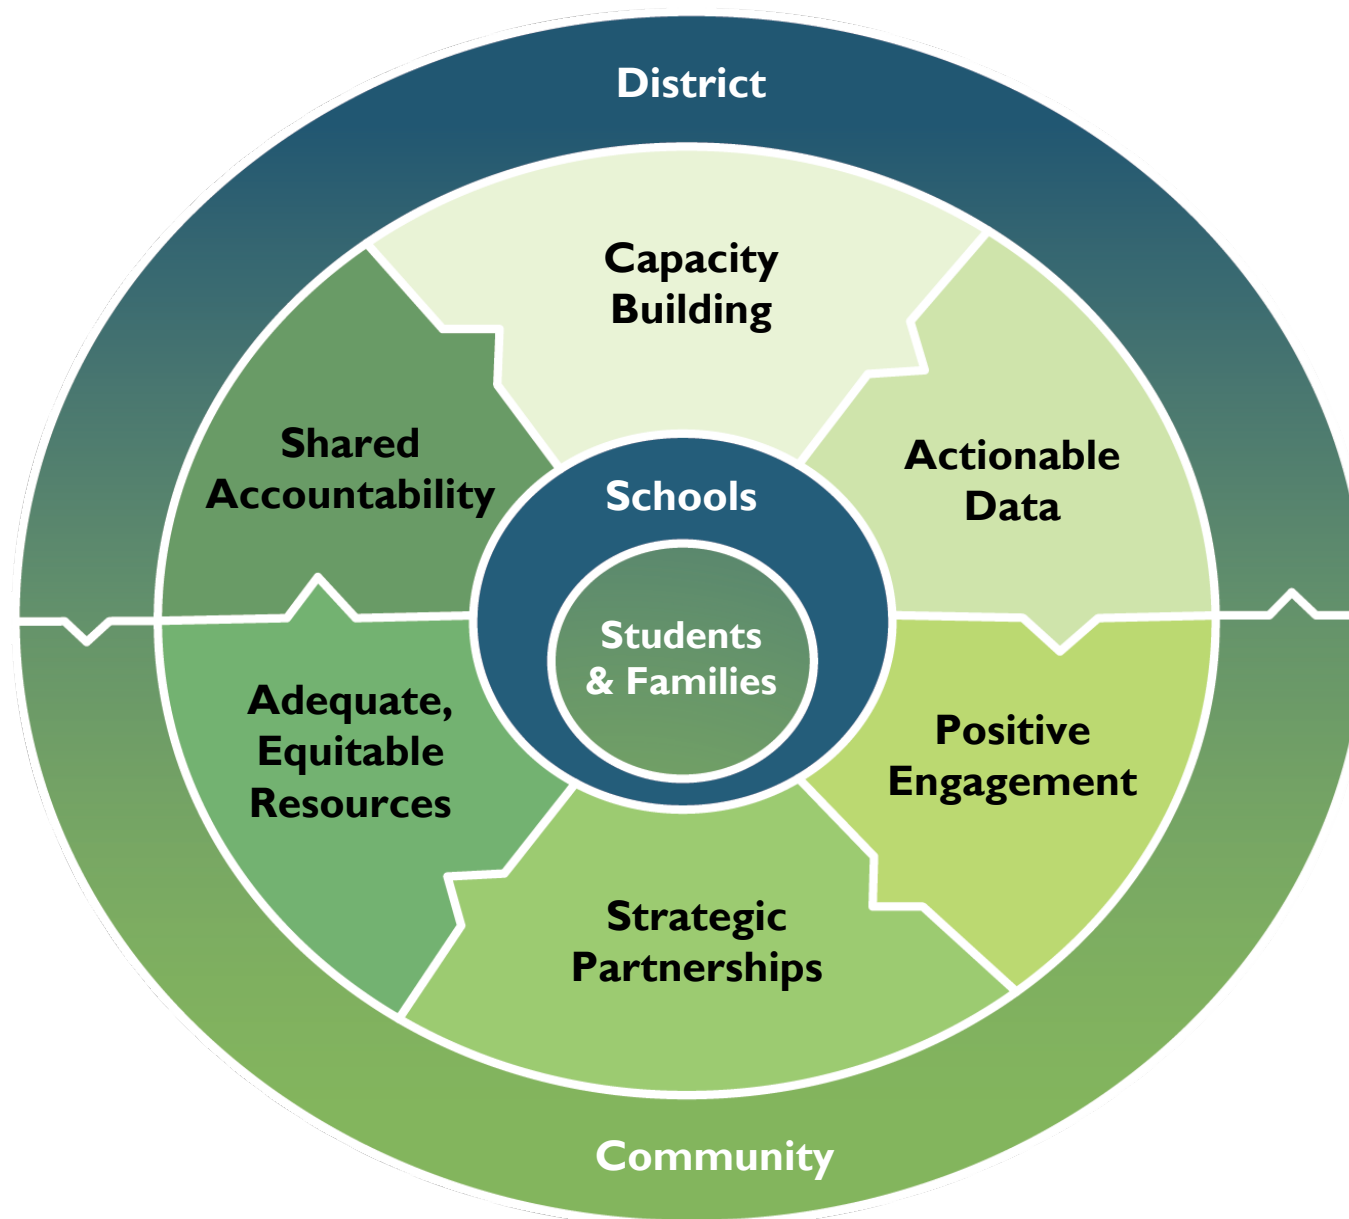 District
Capacity
Building
Shared
Accountability
Actionable
Data
Schools
Students
& Families
Adequate,
Equitable
Resources
Positive
Engagement
Strategic
Partnerships
Community